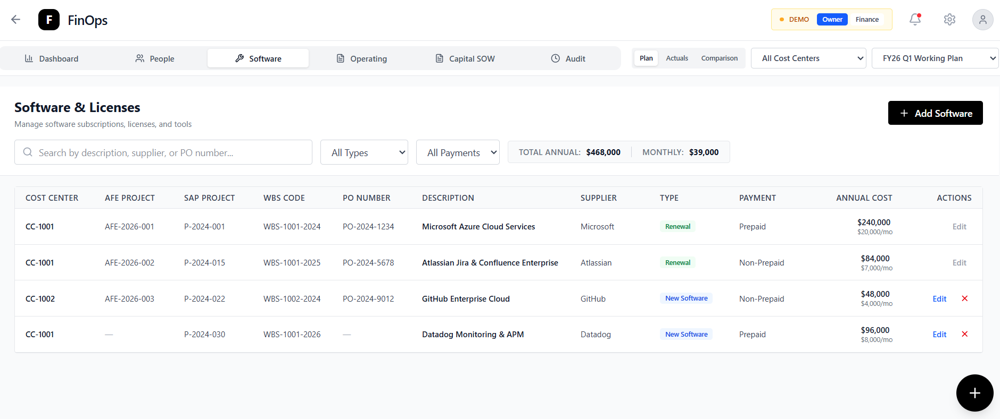 F FinOps DEMO Owner Finance
Dashboard People Software Operating Capital SOW Audit Plan Actuals Comparison All Cost Centers FY26 Q1 Working Plan
Software & Licenses
Manage software subscriptions, licenses, and tools
+ Add Software
Search by description, supplier, or PO number... All Types All Payments TOTAL ANNUAL: $468,000 MONTHLY: $39,000
COST CENTER AFE PROJECT SAP PROJECT WBS CODE PO NUMBER DESCRIPTION SUPPLIER TYPE PAYMENT ANNUAL COST ACTIONS
CC-1001 AFE-2026-001 P-2024-001 WBS-1001-2024 PO-2024-1234 Microsoft Azure Cloud Services Microsoft Renewal Prepaid $240,000 Edit
$20,000/mo
CC-1001 AFE-2026-002 P-2024-015 WBS-1001-2025 PO-2024-5678 Atlassian Jira & Confluence Enterprise Atlassian Renewal Non-Prepaid $84,000 Edit
$7,000/mo
CC-1002 AFE-2026-003 P-2024-022 WBS-1002-2024 PO-2024-9012 GitHub Enterprise Cloud GitHub New Software Non-Prepaid $48,000 Edit ✕
$4,000/mo
CC-1001 — P-2024-030 WBS-1001-2026 — Datadog Monitoring & APM Datadog New Software Prepaid $96,000 Edit ✕
$8,000/mo
+